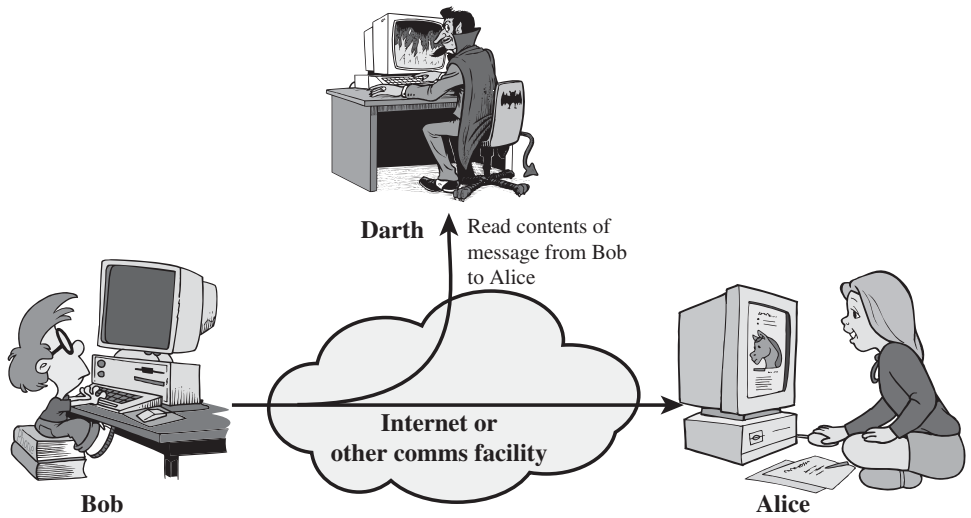 Darth
Read contents of
message from Bob
to Alice
Internet or
other comms facility
Bob
Alice